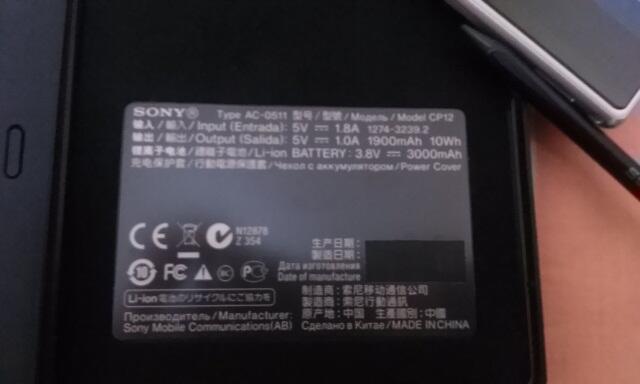 SONY® Type AC-0511 型号/型號/Модель/Model CP12
输入/輸入/Input (Entrada): 5V ⎓ 1.8A 1274-3239.2
输出/輸出/Output (Salida): 5V ⎓ 1.0A 1900mAh 10Wh
锂离子电池/鋰離子電池/Li-ion BATTERY: 3.8V ⎓ 3000mAh
充电保护套/行動電源保護套/Чехол с аккумулятором/Power Cover
CE N12878
Z 354
生产日期:
製造日期:
10 FC PG Дата изготовления
Date of manufacture
Li-ion 電池のリサイクルにご協力を
制造商: 索尼移动通信公司
製造商: 索尼行動通訊
Производитель/Manufacturer: 原产地: 中国 原產地: 中國
Sony Mobile Communications(AB) Сделано в Китае/MADE IN CHINA